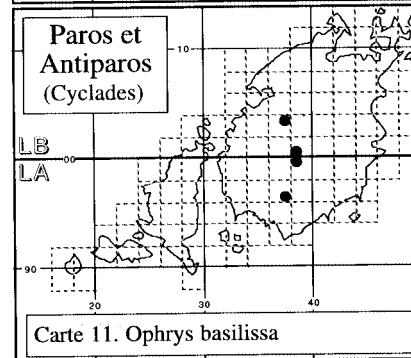 Paros et
Antiparos
(Cyclades)
10
LB
00
LA
90
20
30
40
Carte 11. Ophrys basilissa